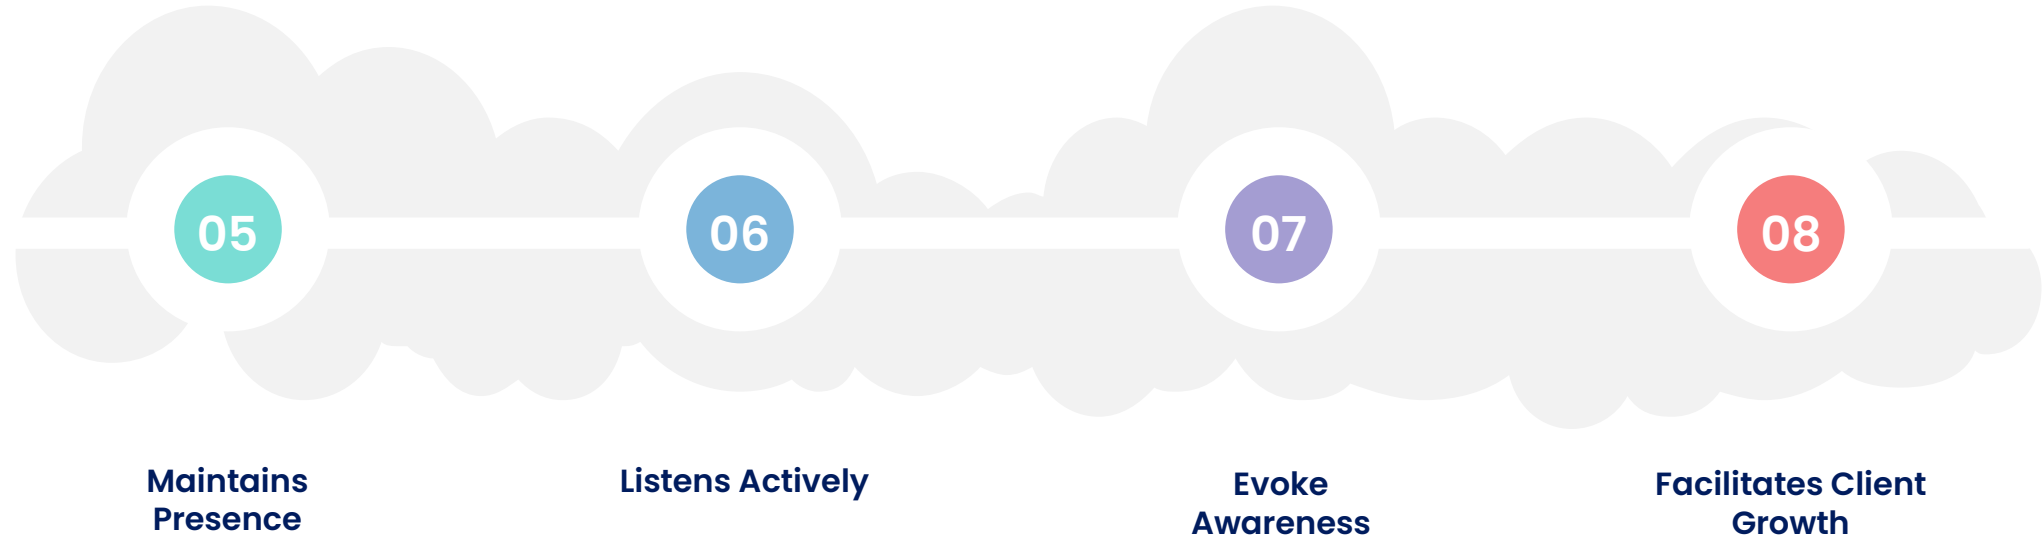 05
06
07
08
Maintains
Presence
Listens Actively
Evoke
Awareness
Facilitates Client
Growth